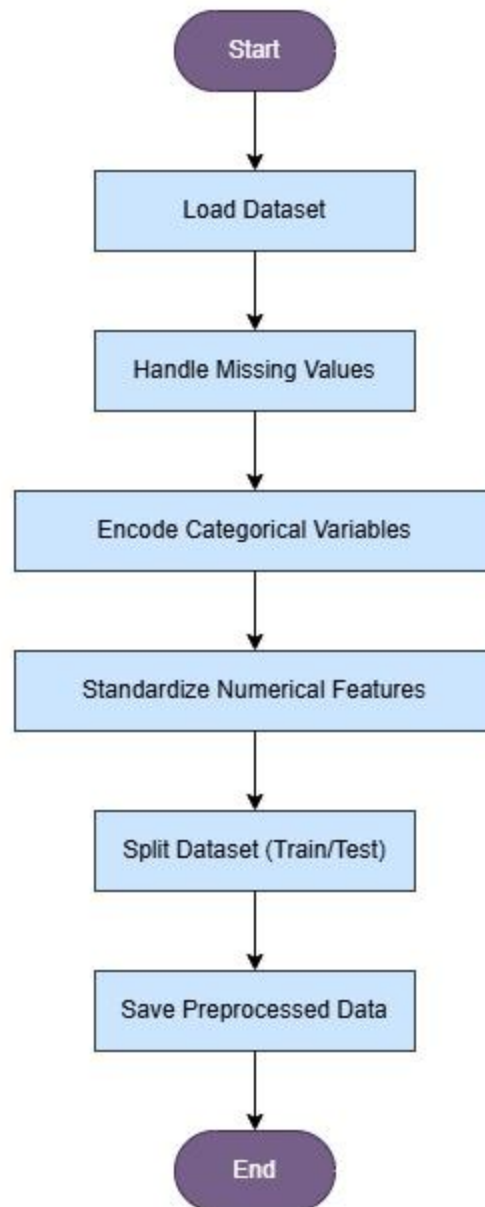 Start
Load Dataset
Handle Missing Values
Encode Categorical Variables
Standardize Numerical Features
Split Dataset (Train/Test)
Save Preprocessed Data
End